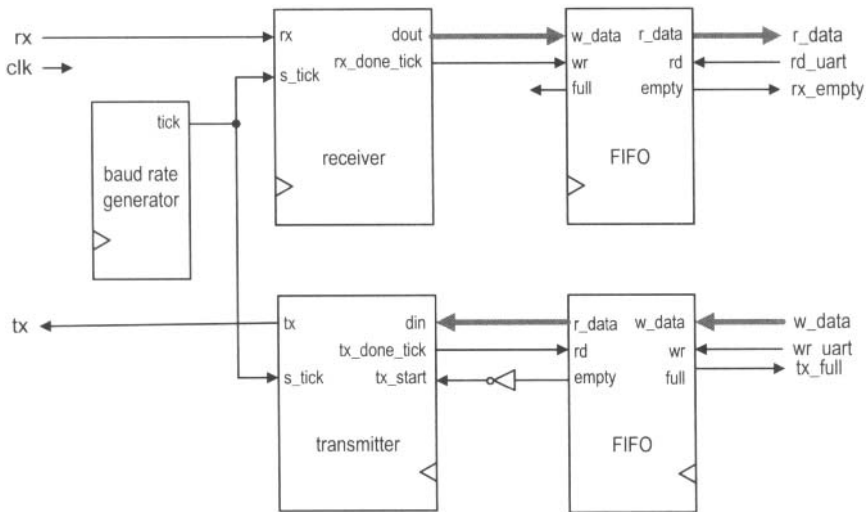 rx
clk
rx
dout
s_tick
rx_done_tick
receiver
w_data
r_data
wr
rd
full
empty
FIFO
r_data
rd_uart
rx_empty
tick
baud rate
generator
tx
tx
din
tx_done_tick
s_tick
tx_start
transmitter
r_data
w_data
rd
wr
empty
full
FIFO
w_data
wr_uart
tx_full